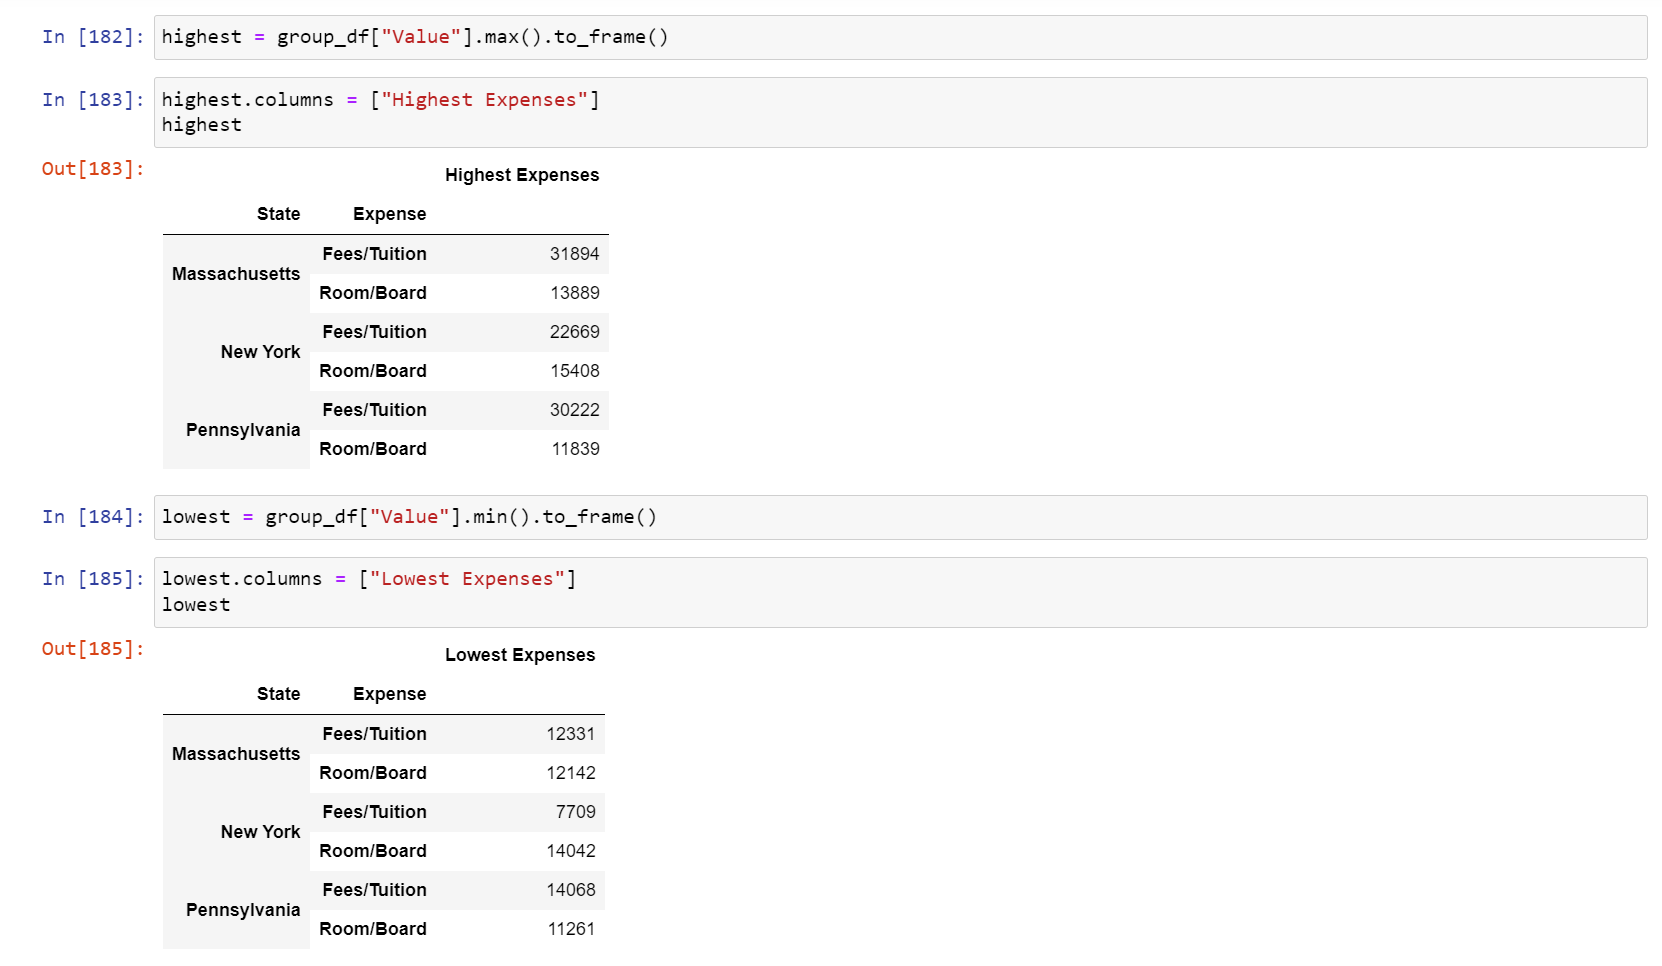 In [182]: highest = group_df["Value"].max().to_frame()
In [183]: highest.columns = ["Highest Expenses"]
highest
Out[183]:
Highest Expenses
State Expense
Massachusetts Fees/Tuition 31894
Room/Board 13889
New York Fees/Tuition 22669
Room/Board 15408
Pennsylvania Fees/Tuition 30222
Room/Board 11839
In [184]: lowest = group_df["Value"].min().to_frame()
In [185]: lowest.columns = ["Lowest Expenses"]
lowest
Out[185]:
Lowest Expenses
State Expense
Massachusetts Fees/Tuition 12331
Room/Board 12142
New York Fees/Tuition 7709
Room/Board 14042
Pennsylvania Fees/Tuition 14068
Room/Board 11261